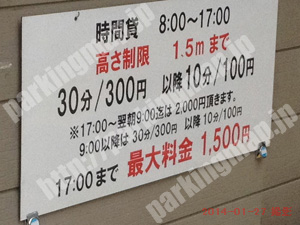 時間貸 8:00～17:00
高さ制限 1.5mまで
30分/300円 以降10分/100円
※17:00～翌朝9:00迄は2,000円頂きます。
9:00以降は30分/300円 以降10分/100円
17:00まで 最大料金 1,500円